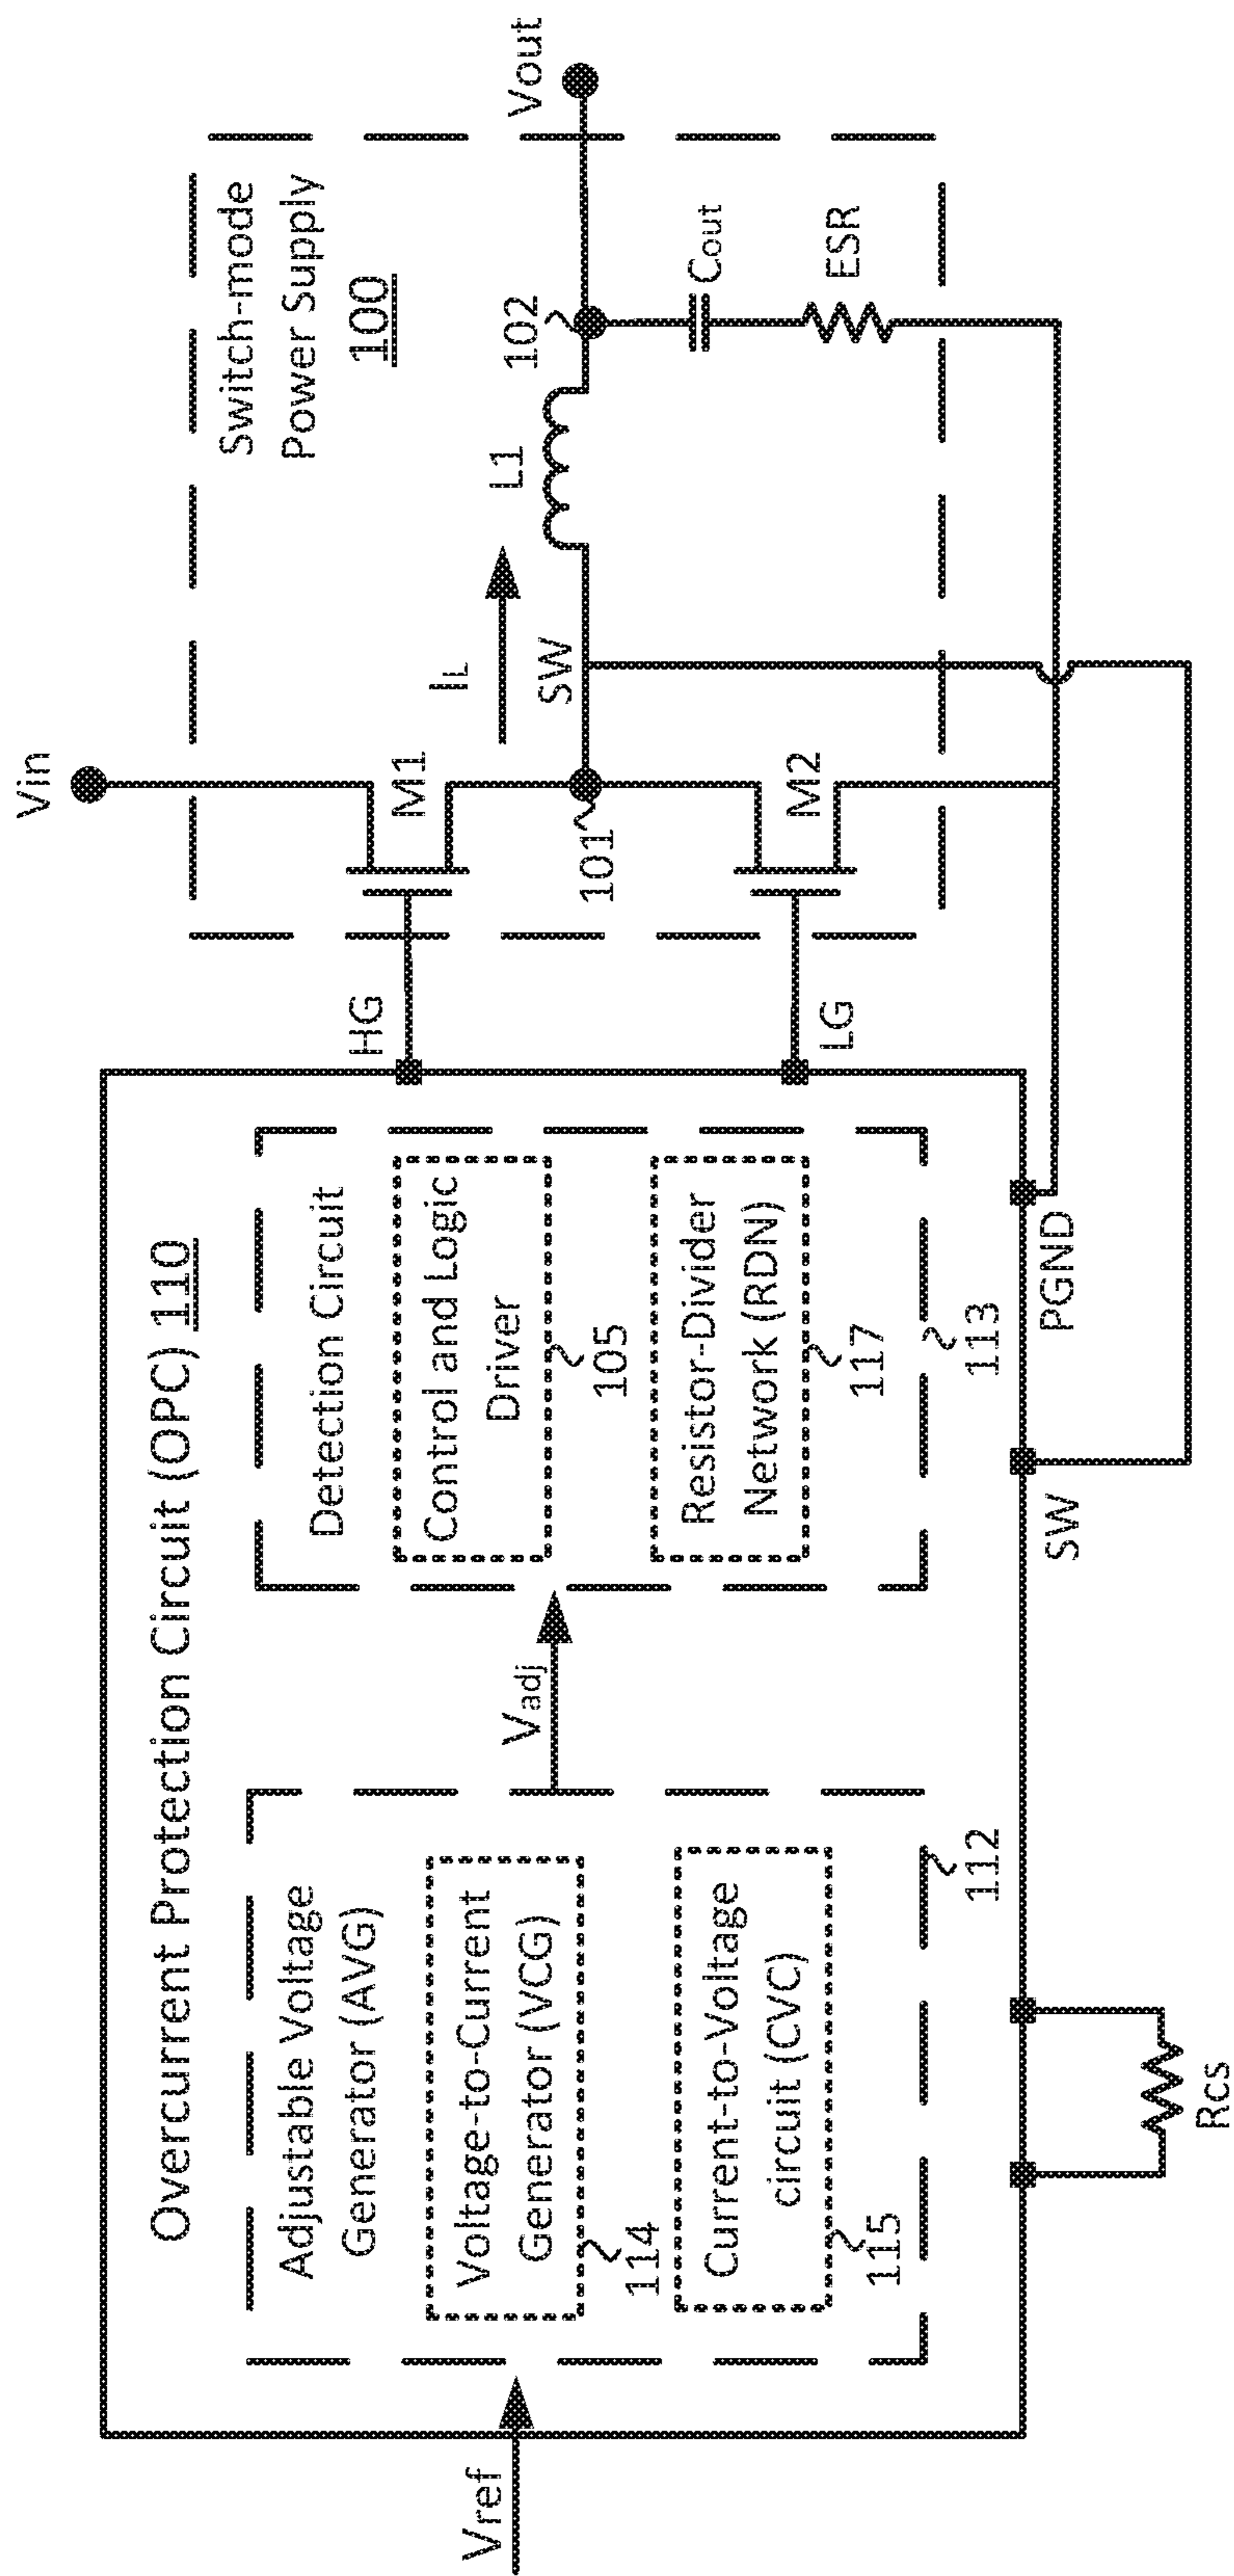 Overcurrent Protection Circuit (OPC) 110
Vref
Adjustable Voltage
Generator (AVG)
Voltage-to-Current
Generator (VCG)
114
Current-to-Voltage
circuit (CVC)
115
112
Vadj
Detection Circuit
Control and Logic
Driver
105
Resistor-Divider
Network (RDN)
117
113
Rcs
SW
PGND
HG
LG
Vin
M1
101
M2
IL
SW
L1
102
Switch-mode
Power Supply
100
Cout
ESR
Vout